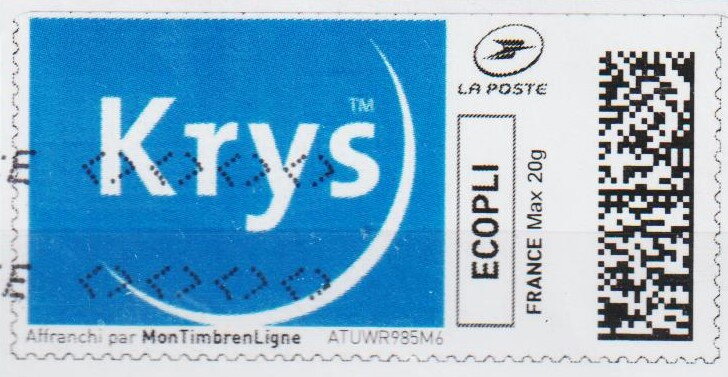 Krys™
LA POSTE
ECOPLI
FRANCE Max 20g
Affranchi par MonTimbrenLigne ATUWR985M6